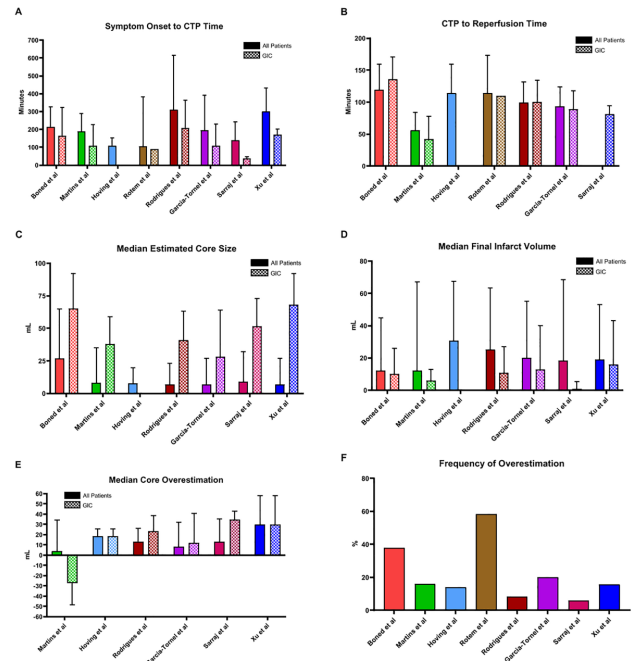 A
Symptom Onset to CTP Time
All Patients
GIC
Minutes
700
600
500
400
300
200
100
0
Boned et al
Martins et al
Hoving et al
Rotem et al
Rodrigues et al
Garcia-Tornel et al
Sarraj et al
Xu et al
B
CTP to Reperfusion Time
All Patients
GIC
Minutes
200
150
100
50
0
Boned et al
Martins et al
Hoving et al
Rotem et al
Rodrigues et al
Garcia-Tornel et al
Sarraj et al
C
Median Estimated Core Size
All Patients
GIC
mL
100
75
50
25
0
Boned et al
Martins et al
Hoving et al
Rodrigues et al
Garcia-Tornel et al
Sarraj et al
Xu et al
D
Median Final Infarct Volume
All Patients
GIC
mL
80
60
40
20
0
Boned et al
Martins et al
Hoving et al
Rodrigues et al
Garcia-Tornel et al
Sarraj et al
Xu et al
E
Median Core Overestimation
All Patients
GIC
mL
60
50
40
30
20
10
0
-10
-20
-30
-40
-50
-60
Martins et al
Hoving et al
Rodrigues et al
Garcia-Tornel et al
Sarraj et al
Xu et al
F
Frequency of Overestimation
%
80
60
40
20
0
Boned et al
Martins et al
Hoving et al
Rotem et al
Rodrigues et al
Garcia-Tornel et al
Sarraj et al
Xu et al